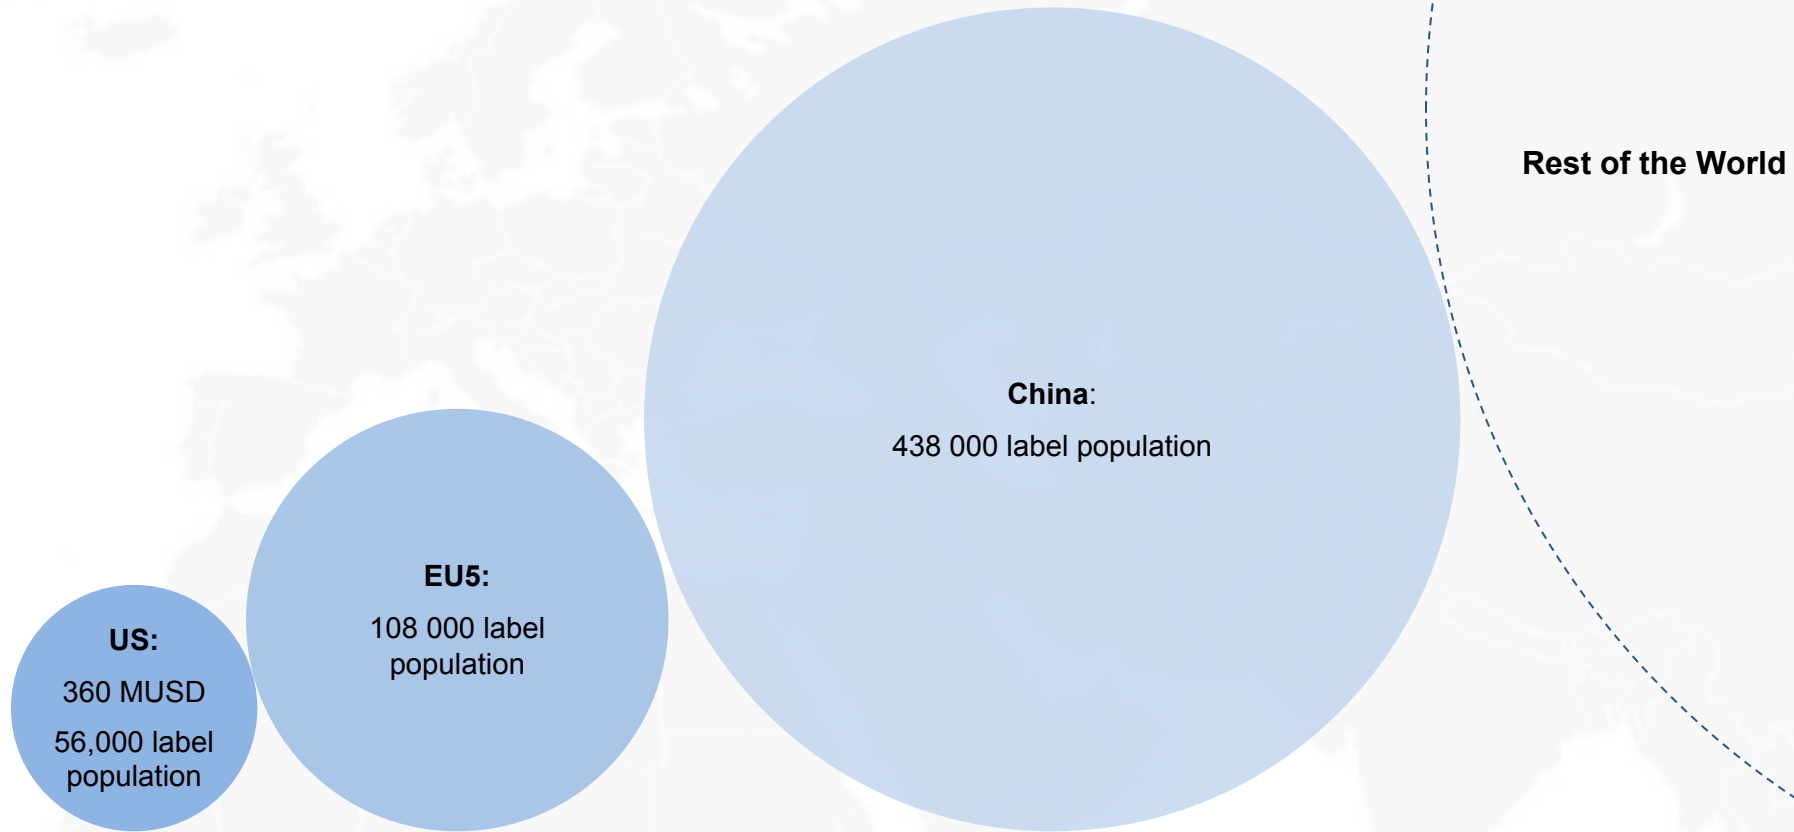 US:
360 MUSD
56,000 label
population
EU5:
108 000 label
population
China:
438 000 label population
Rest of the World